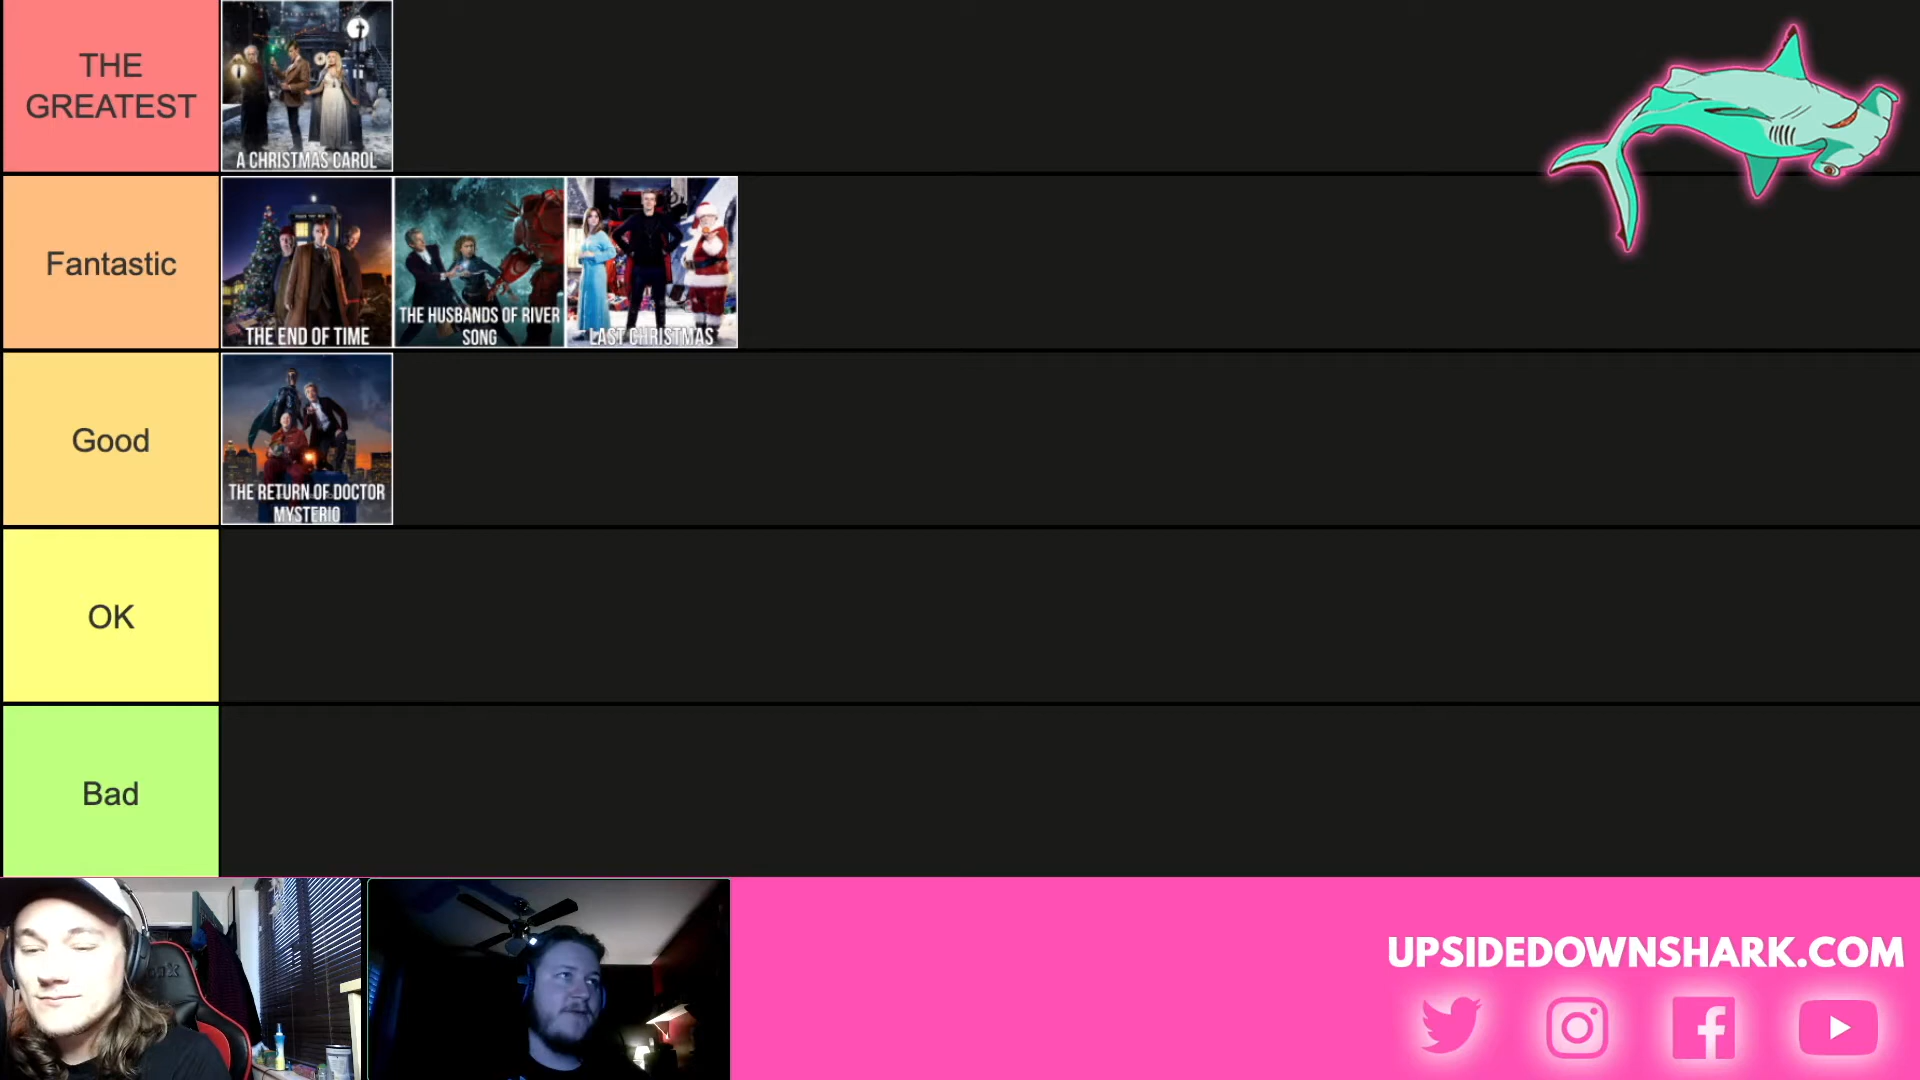 THE
GREATEST
A CHRISTMAS CAROL
Fantastic
THE END OF TIME
THE HUSBANDS OF RIVER
SONG
LAST CHRISTMAS
Good
THE RETURN OF DOCTOR
MYSTERIO
OK
Bad
UPSIDEDOWNSHARK.COM